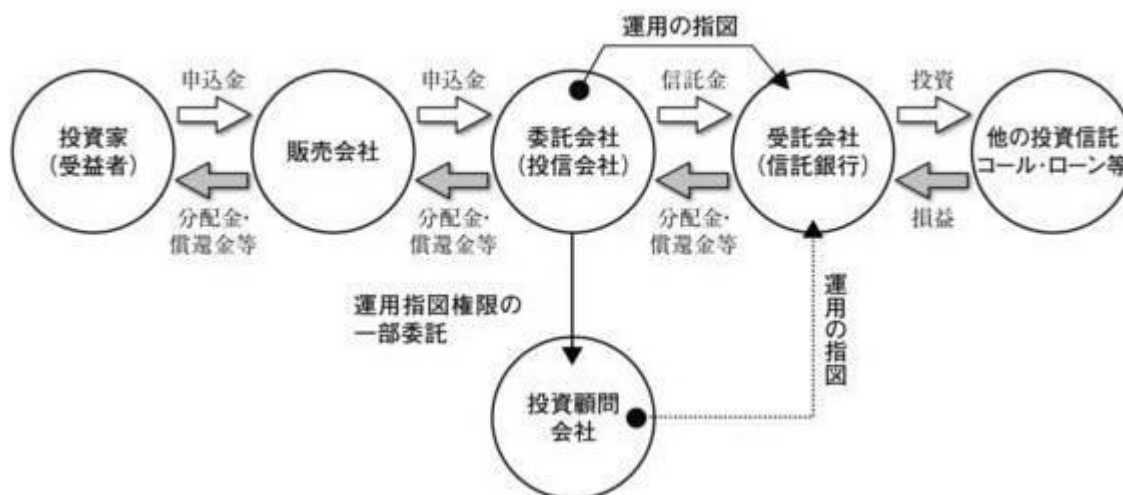 運用の指図
申込金
申込金
信託金
投資
投資家
(受益者)
販売会社
委託会社
(投信会社)
受託会社
(信託銀行)
他の投資信託
コール・ローン等
分配金・
償還金等
分配金・
償還金等
分配金・
償還金等
損益
運用指図権限の
一部委託
運用の指図
投資顧問
会社